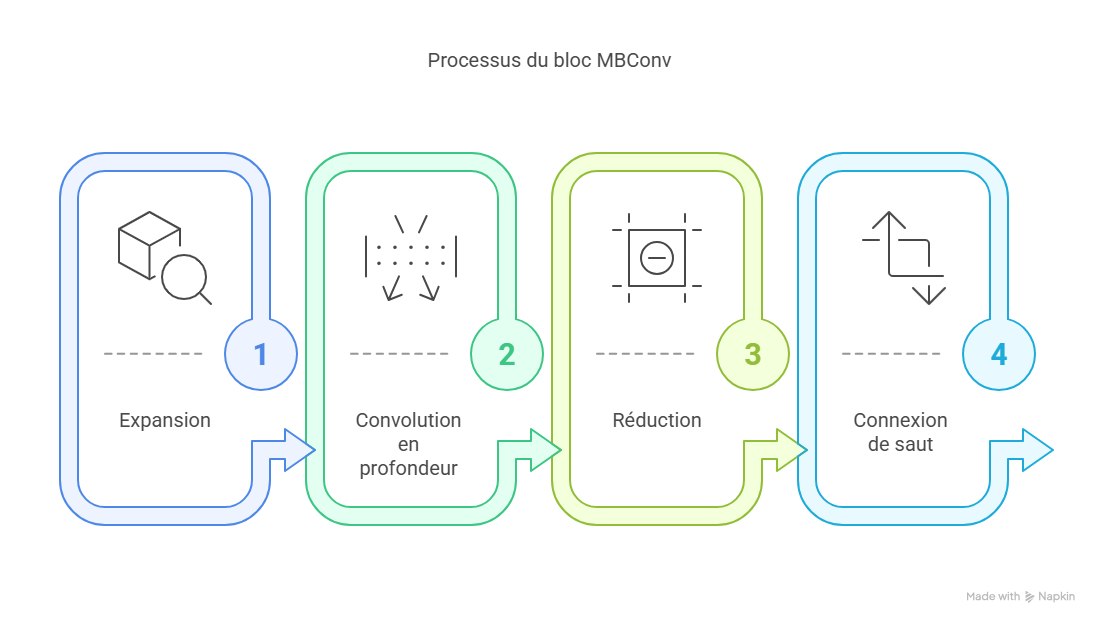 Processus du bloc MBConv
1
2
3
4
Expansion
Convolution
en
profondeur
Réduction
Connexion
de saut
Made with Napkin